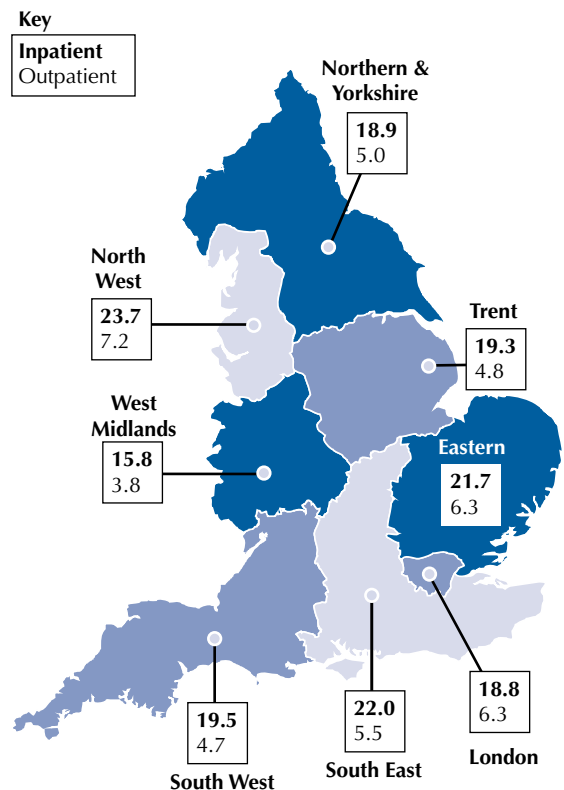 Key
Inpatient
Outpatient
Northern &
Yorkshire
18.9
5.0
North
West
23.7
7.2
Trent
19.3
4.8
West
Midlands
15.8
3.8
Eastern
21.7
6.3
18.8
6.3
London
22.0
5.5
South East
19.5
4.7
South West